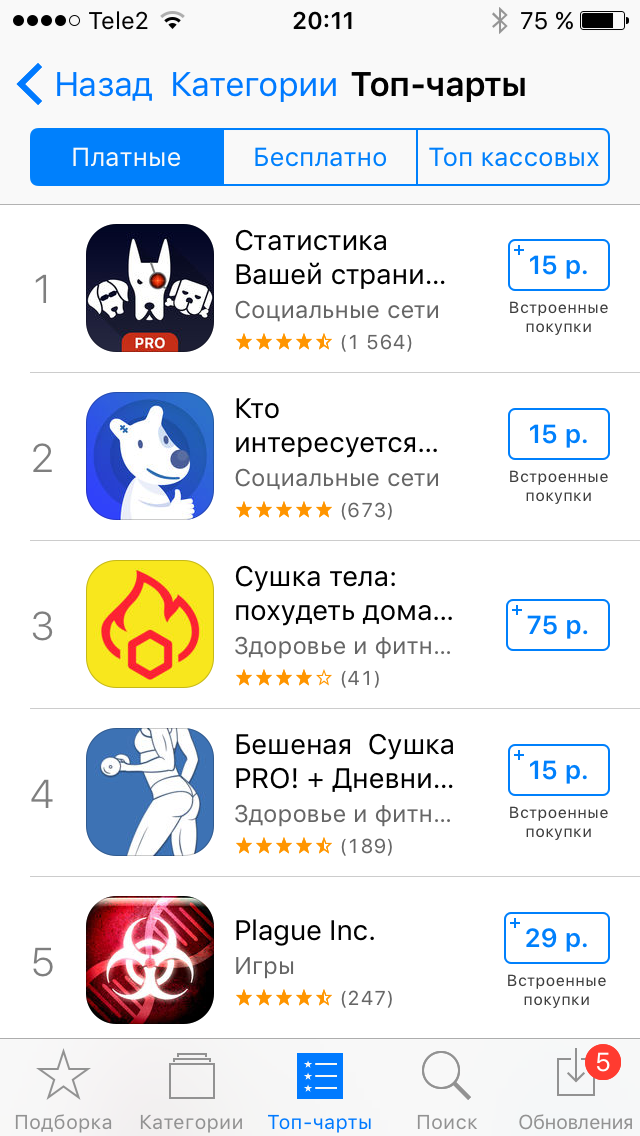 Tele2 20:11 75 %
Назад Категории Топ-чарты
Платные Бесплатно Топ кассовых
1
Статистика
Вашей страни...
Социальные сети
(1 564)
PRO
+ 15 р.
Встроенные
покупки
2
Кто
интересуется...
Социальные сети
(673)
15 р.
Встроенные
покупки
3
Сушка тела:
похудеть дома...
Здоровье и фитн...
(41)
+ 75 р.
4
Бешеная Сушка
PRO! + Дневни...
Здоровье и фитн...
(189)
+ 15 р.
Встроенные
покупки
5
Plague Inc.
Игры
(247)
+ 29 р.
Встроенные
покупки
5
Подборка Категории Топ-чарты Поиск Обновления